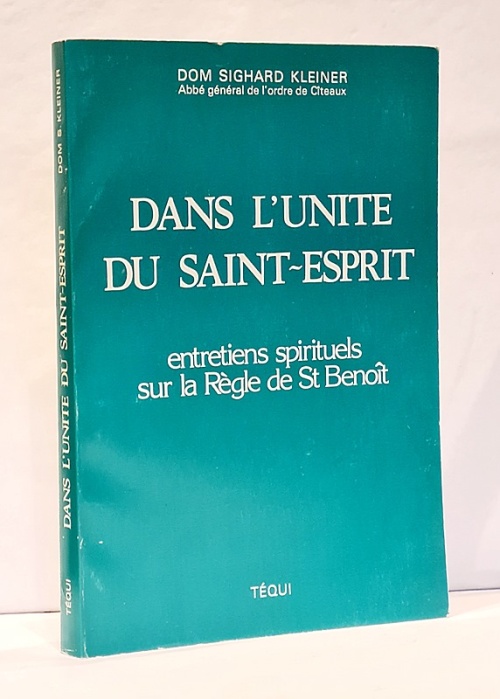 DOM SIGHARD KLEINER
Abbé général de l'ordre de Cîteaux
DANS L'UNITE
DU SAINT~ESPRIT
entretiens spirituels
sur la Règle de St Benoît
TÉQUI
DOM S. KLEINER
DANS L'UNITE DU SAINT-ESPRIT
TÉQUI